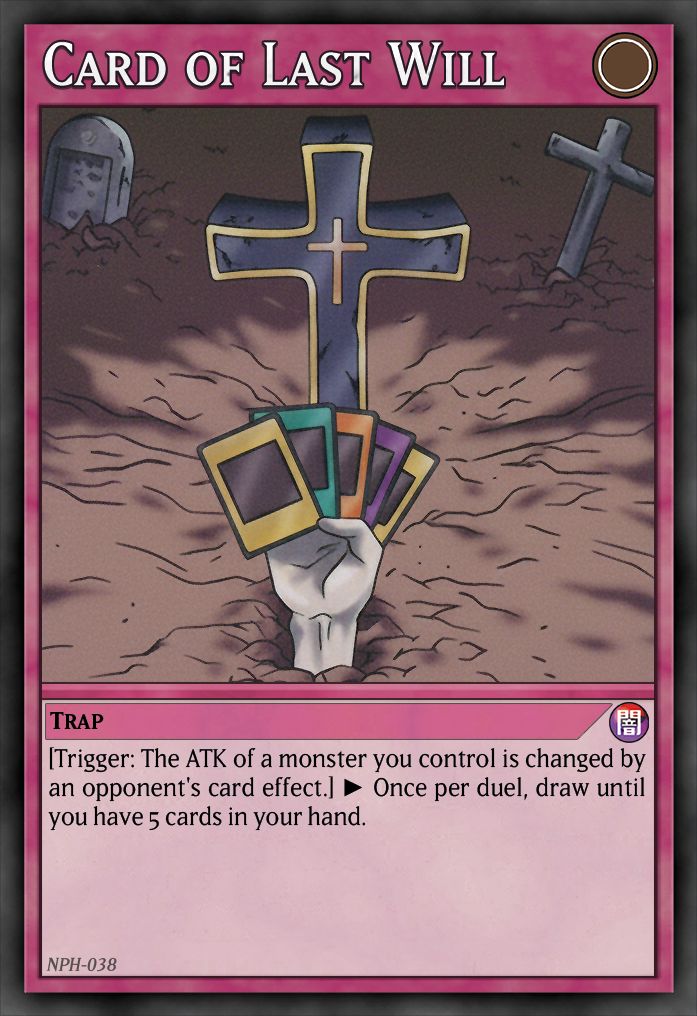 Card of Last Will
Trap
闇
[Trigger: The ATK of a monster you control is changed by
an opponent's card effect.] ► Once per duel, draw until
you have 5 cards in your hand.
NPH-038